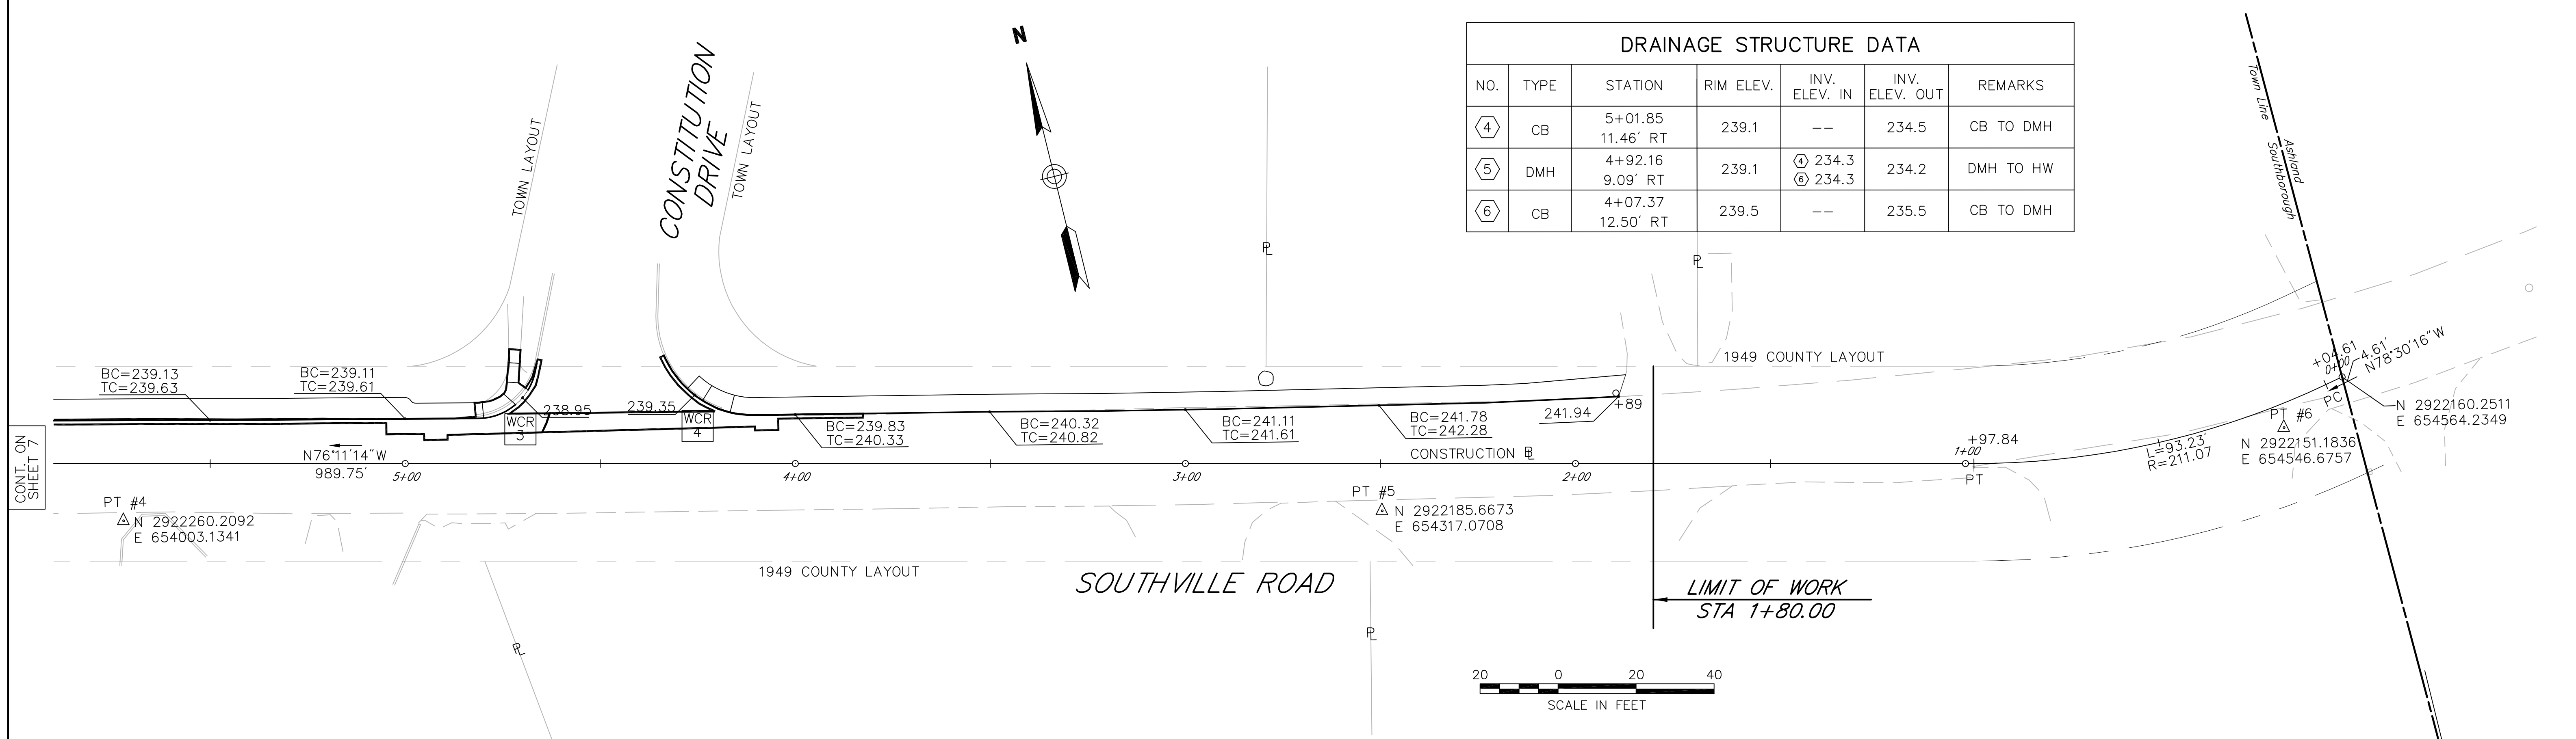 N
CONSTITUTION
DRIVE
TOWN LAYOUT
TOWN LAYOUT
DRAINAGE STRUCTURE DATA
NO. TYPE STATION RIM ELEV. INV. ELEV. IN INV. ELEV. OUT REMARKS
4 CB 5+01.85 11.46' RT 239.1 -- 234.5 CB TO DMH
5 DMH 4+92.16 9.09' RT 239.1 4 234.3 6 234.3 234.2 DMH TO HW
6 CB 4+07.37 12.50' RT 239.5 -- 235.5 CB TO DMH
Town Line
Ashland
Southborough
PL
PL
1949 COUNTY LAYOUT
BC=239.13
TC=239.63
BC=239.11
TC=239.61
238.95
239.35
WCR
3
WCR
4
BC=239.83
TC=240.33
BC=240.32
TC=240.82
BC=241.11
TC=241.61
BC=241.78
TC=242.28
241.94
+89
CONSTRUCTION BL
CONT. ON
SHEET 7
N76°11'14"W
989.75'
5+00
4+00
3+00
2+00
1+00
+97.84
PT
L=93.23'
R=211.07
+04.61
0+00
4.61'
N78°30'16"W
PC
N 2922160.2511
E 654564.2349
PT #6
N 2922151.1836
E 654546.6757
PT #4
N 2922260.2092
E 654003.1341
PT #5
N 2922185.6673
E 654317.0708
1949 COUNTY LAYOUT
SOUTHVILLE ROAD
LIMIT OF WORK
STA 1+80.00
PL
PL
20 0 20 40
SCALE IN FEET